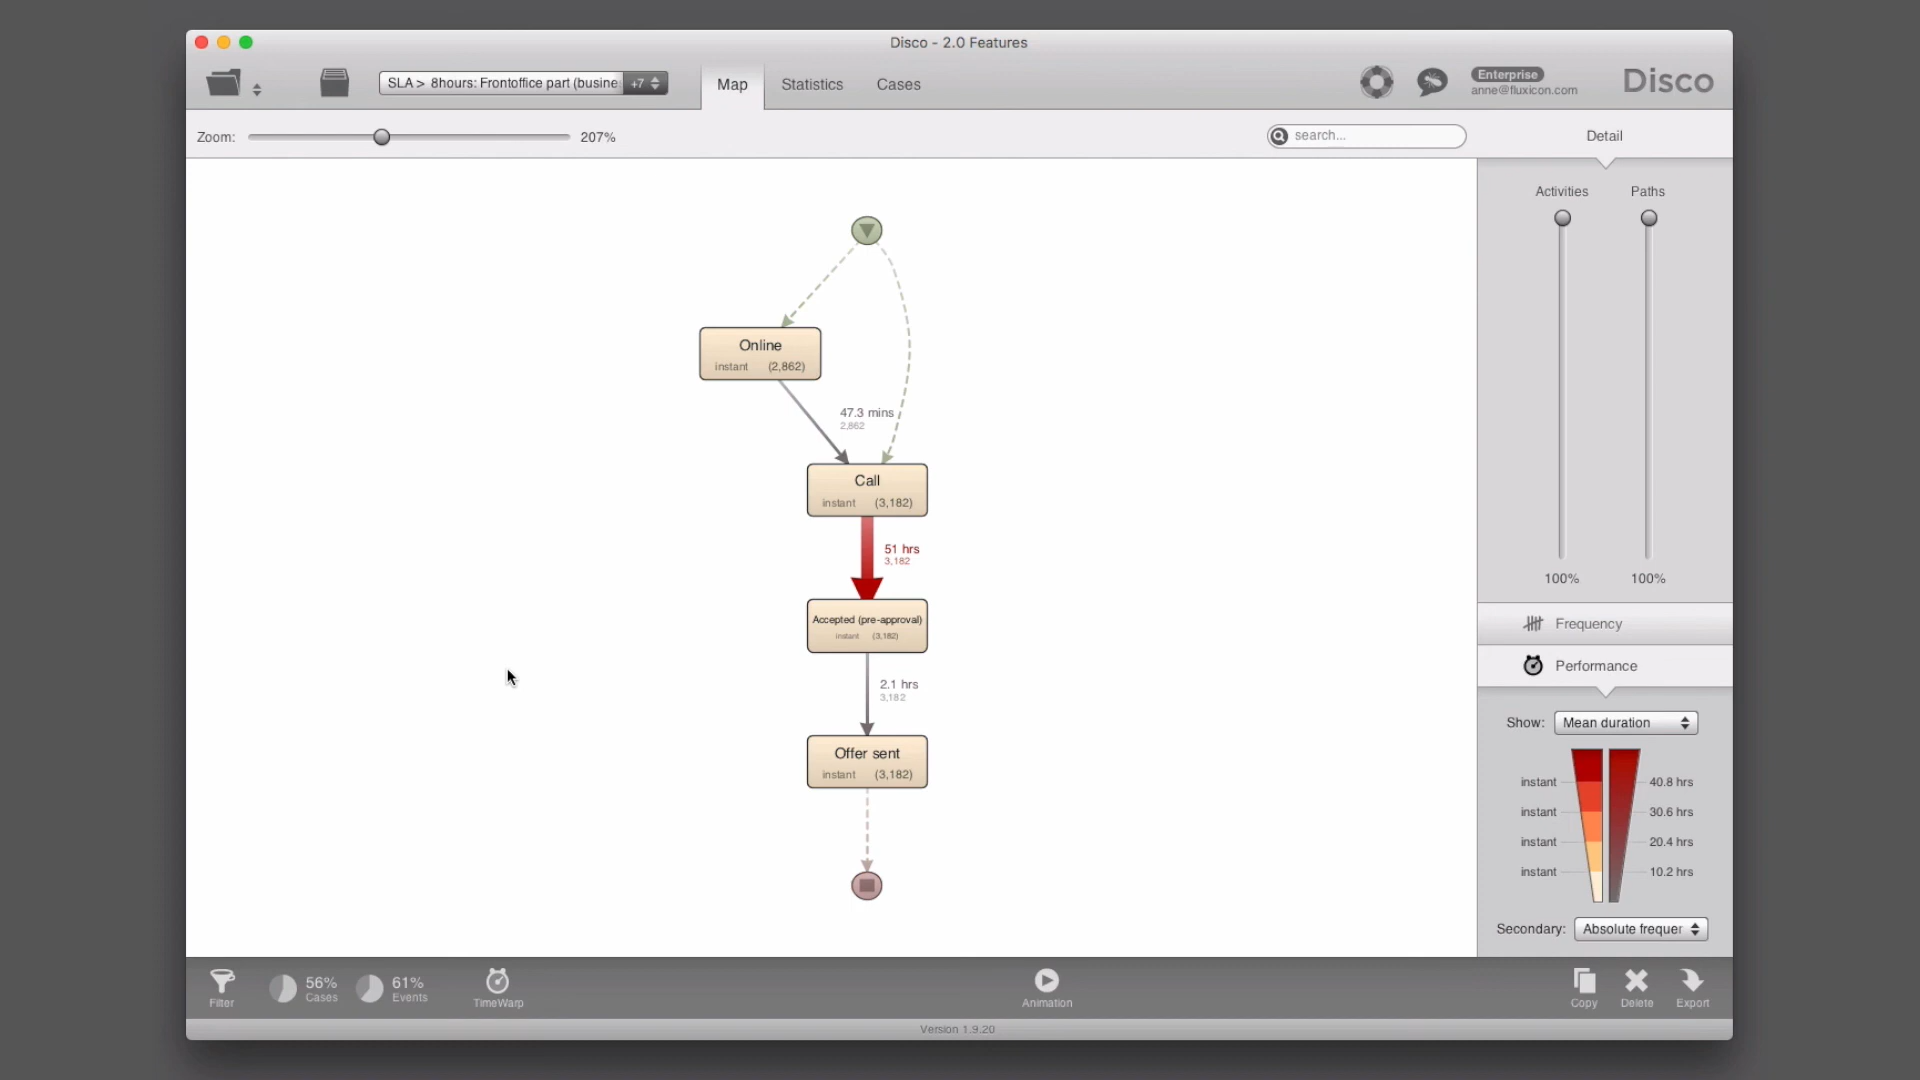 Disco - 2.0 Features
SLA > 8hours: Frontoffice part (busine
+7
Map
Statistics
Cases
Enterprise
anne@fluxicon.com
Disco
Zoom:
207%
search...
Detail
Activities
Paths
Online
instant (2,862)
47.3 mins
2,862
Call
instant (3,182)
51 hrs
3,182
Accepted (pre-approval)
instant (3,182)
2.1 hrs
3,182
Offer sent
instant (3,182)
100%
100%
Frequency
Performance
Show: Mean duration
instant 40.8 hrs
instant 30.6 hrs
instant 20.4 hrs
instant 10.2 hrs
Secondary: Absolute frequer
Filter
56%
Cases
61%
Events
TimeWarp
Animation
Copy
Delete
Export
Version 1.9.20